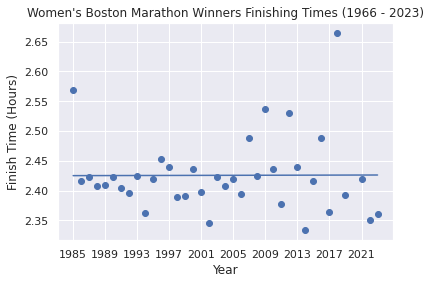 Women's Boston Marathon Winners Finishing Times (1966 - 2023)
Finish Time (Hours)
2.65
2.60
2.55
2.50
2.45
2.40
2.35
1985 1989 1993 1997 2001 2005 2009 2013 2017 2021
Year